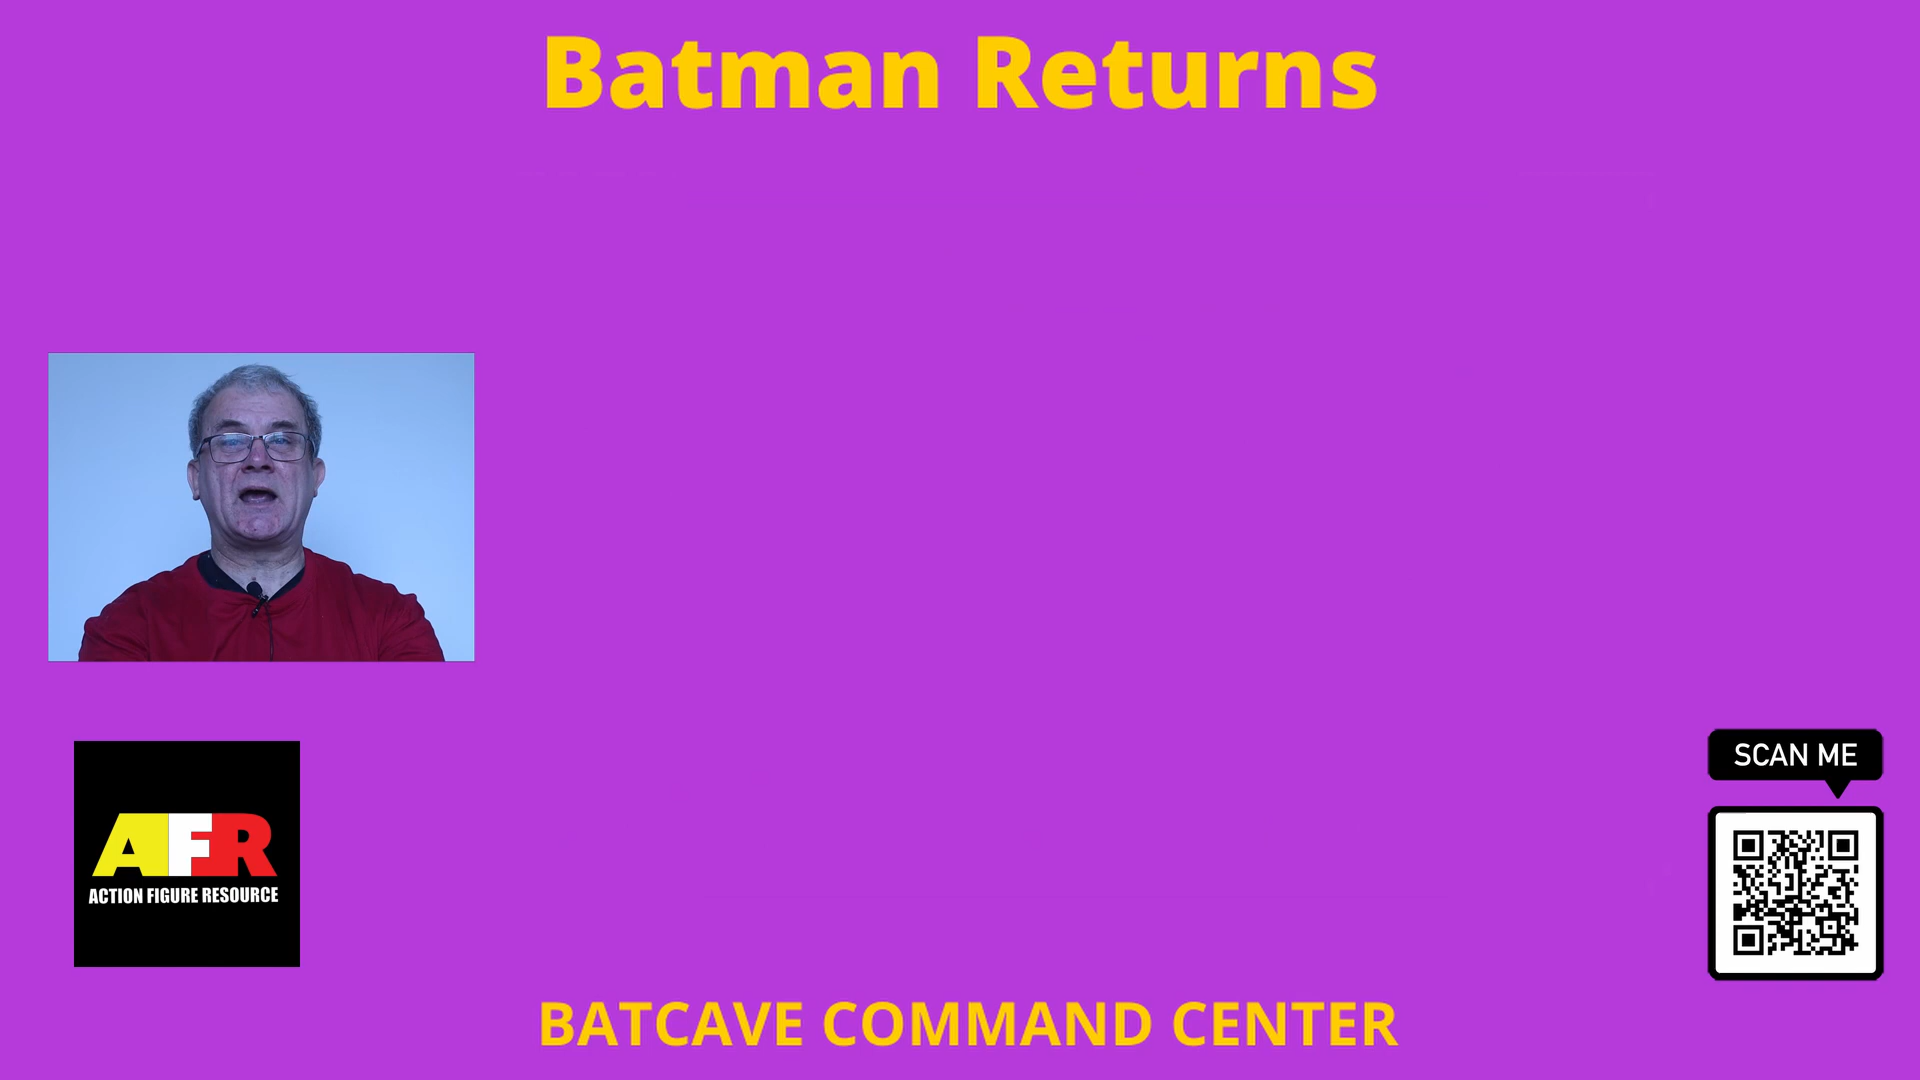 Batman Returns
SCAN ME
AFR
ACTION FIGURE RESOURCE
BATCAVE COMMAND CENTER